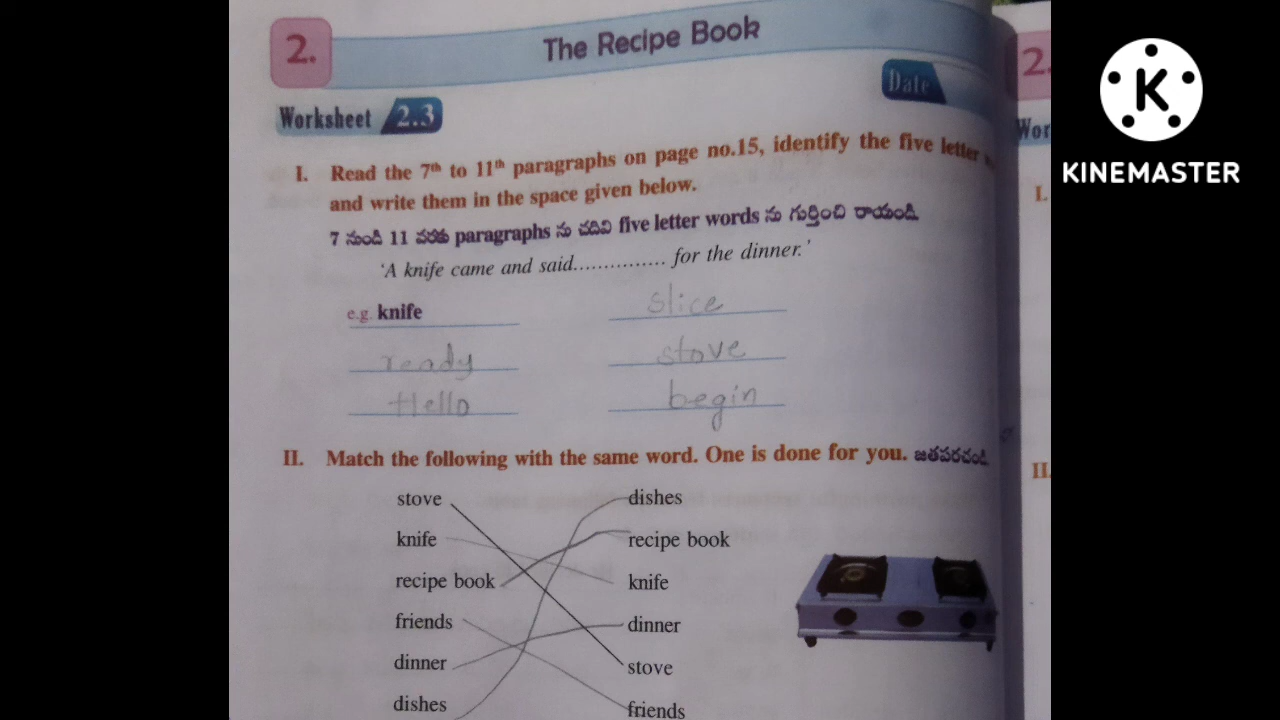 2. The Recipe Book
Worksheet 2.3 Date
I. Read the 7th to 11th paragraphs on page no.15, identify the five letter
and write them in the space given below.
7 నుండి 11 వరకు paragraphs ను చదివి five letter words ను గుర్తించి రాయండి.
'A knife came and said............... for the dinner.'
e.g. knife slice
ready stove
Hello begin
II. Match the following with the same word. One is done for you. జతపరచండి.
stove dishes
knife recipe book
recipe book knife
friends dinner
dinner stove
dishes friends
2.
Wor
I.
II.
K
KINEMASTER